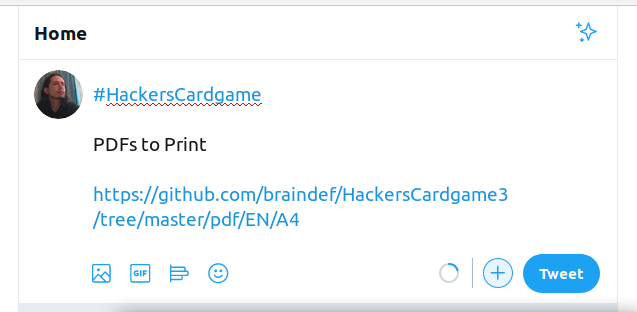 Home
#HackersCardgame
PDFs to Print
https://github.com/braindef/HackersCardgame3
/tree/master/pdf/EN/A4
GIF
Tweet